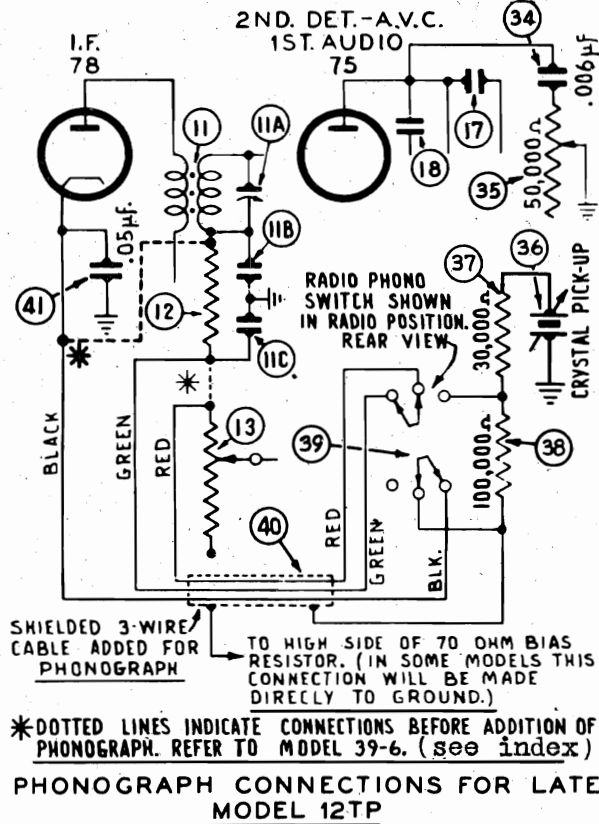 2ND. DET.-A.V.C.
1ST. AUDIO
75
I.F.
78
34
.006µF
11
11A
17
18
35
50,000Ω
.05µF.
11B
41
12
RADIO PHONO
SWITCH SHOWN
IN RADIO POSITION.
REAR VIEW
37
36
30,000Ω
CRYSTAL PICK-UP
11C
✳
✳
BLACK
GREEN
RED
13
39
38
100,000Ω
40
RED
GREEN
BLK.
SHIELDED 3-WIRE
CABLE ADDED FOR
PHONOGRAPH
TO HIGH SIDE OF 70 OHM BIAS
RESISTOR. (IN SOME MODELS THIS
CONNECTION WILL BE MADE
DIRECLY TO GROUND.)
✳DOTTED LINES INDICATE CONNECTIONS BEFORE ADDITION OF
PHONOGRAPH. REFER TO MODEL 39-6. (see index)
PHONOGRAPH CONNECTIONS FOR LATE
MODEL 12TP